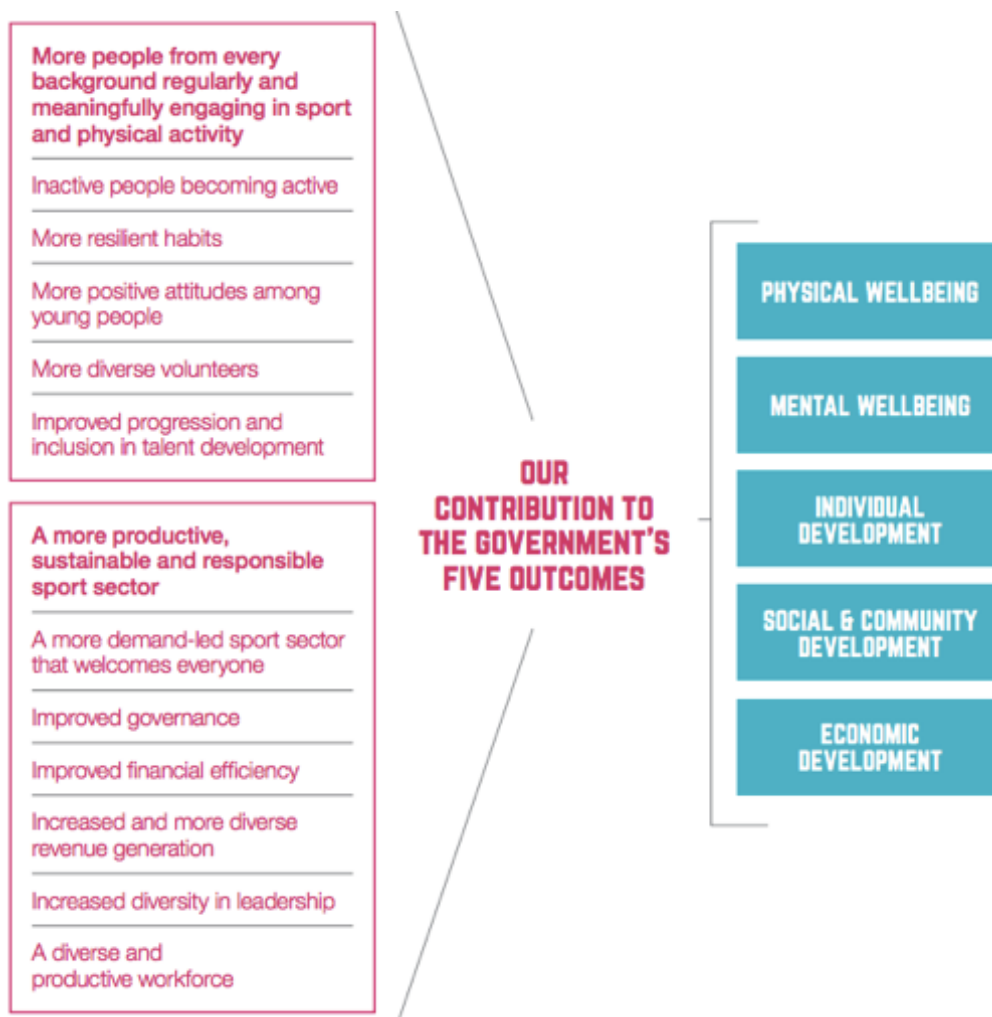 More people from every
background regularly and
meaningfully engaging in sport
and physical activity
Inactive people becoming active
More resilient habits
More positive attitudes among
young people
More diverse volunteers
Improved progression and
inclusion in talent development
A more productive,
sustainable and responsible
sport sector
A more demand-led sport sector
that welcomes everyone
Improved governance
Improved financial efficiency
Increased and more diverse
revenue generation
Increased diversity in leadership
A diverse and
productive workforce
OUR
CONTRIBUTION TO
THE GOVERNMENT'S
FIVE OUTCOMES
PHYSICAL WELLBEING
MENTAL WELLBEING
INDIVIDUAL
DEVELOPMENT
SOCIAL & COMMUNITY
DEVELOPMENT
ECONOMIC
DEVELOPMENT